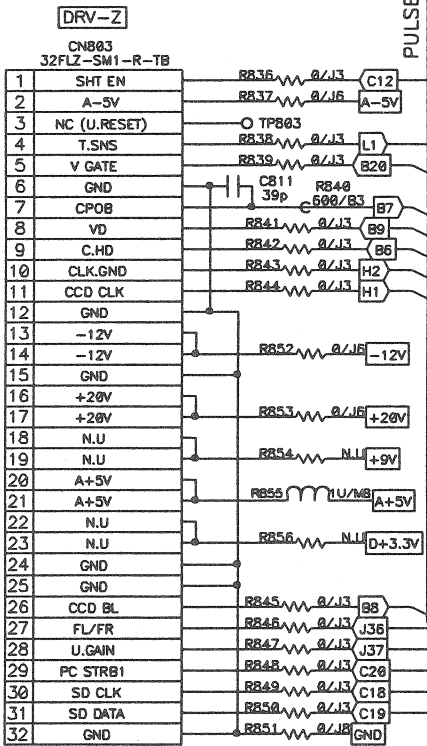 DRV-Z
PULSE
CN803
32FLZ-SM1-R-TB
1 SHT EN R836 0/J3 C12
2 A-5V R837 0/J6 A-5V
3 NC (U.RESET) TP803
4 T.SNS R838 0/J3 L1
5 V GATE R839 0/J3 B20
6 GND C811 39p R840
7 CPOB 600/B3 B7
8 VD R841 0/J3 B9
9 C.HD R842 0/J3 B6
10 CLK.GND R843 0/J3 H2
11 CCD CLK R844 0/J3 H1
12 GND
13 -12V
14 -12V R852 0/J6 -12V
15 GND
16 +20V
17 +20V R853 0/J6 +20V
18 N.U
19 N.U R854 N.U +9V
20 A+5V
21 A+5V R855 1U/MB A+5V
22 N.U
23 N.U R856 N.U D+3.3V
24 GND
25 GND
26 CCD BL R845 0/J3 B8
27 FL/FR R846 0/J3 J36
28 U.GAIN R847 0/J3 J37
29 PC STRB1 R848 0/J3 C20
30 SD CLK R849 0/J3 C18
31 SD DATA R850 0/J3 C19
32 GND R851 0/J8 GND